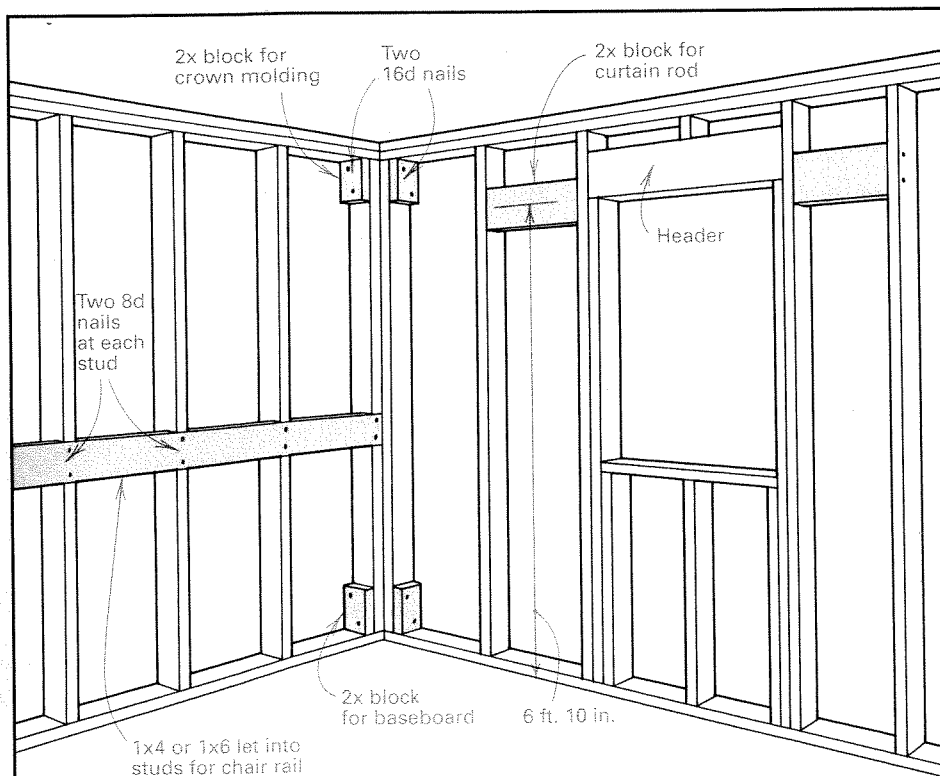 2x block for
crown molding
Two
16d nails
2x block for
curtain rod
Header
Two 8d
nails
at each
stud
2x block
for baseboard
6 ft. 10 in.
1x4 or 1x6 let into
studs for chair rail